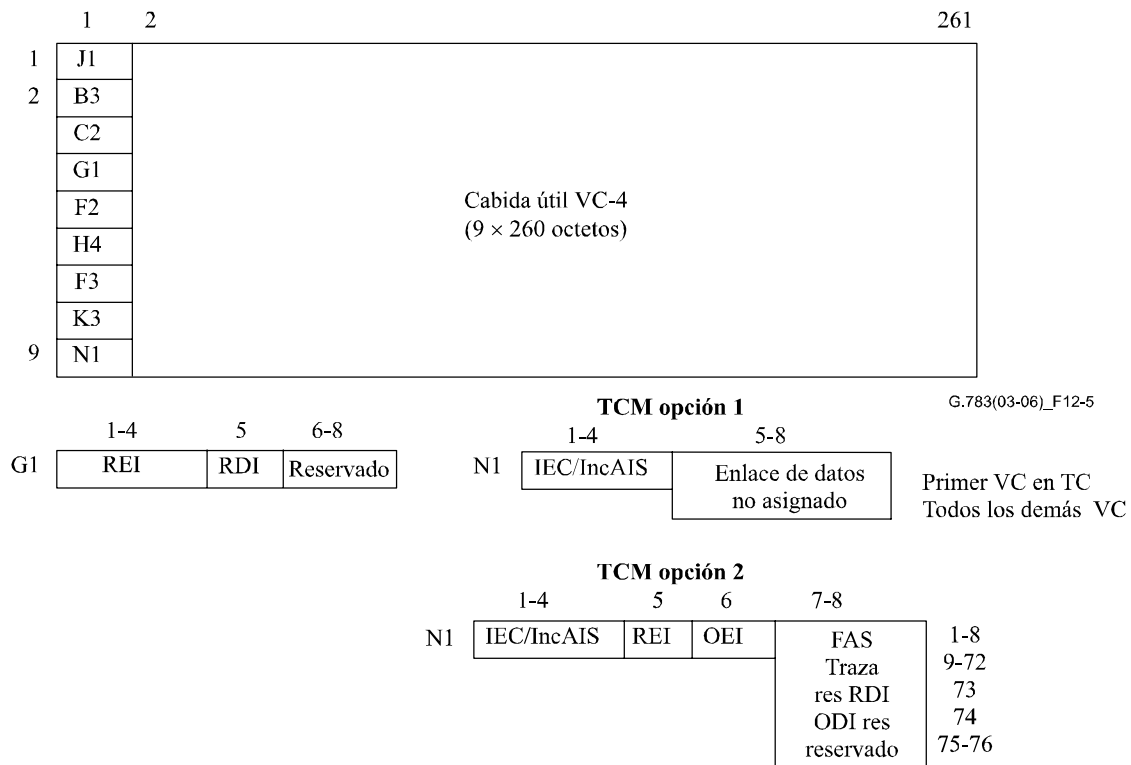 1 2 261
1 J1
2 B3
C2
G1
F2
H4
F3
K3
9 N1
Cabida útil VC-4
(9 × 260 octetos)
G.783(03-06)_F12-5
1-4 5 6-8
G1 REI RDI Reservado
TCM opción 1
1-4 5-8
N1 IEC/IncAIS Enlace de datos
no asignado
Primer VC en TC
Todos los demás VC
TCM opción 2
1-4 5 6 7-8
N1 IEC/IncAIS REI OEI FAS 1-8
Traza 9-72
res RDI 73
ODI res 74
reservado 75-76